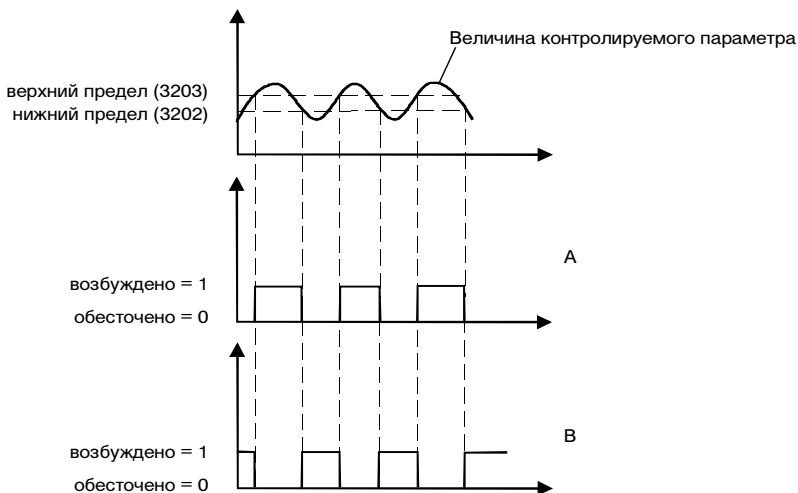 Величина контролируемого параметра
верхний предел (3203)
нижний предел (3202)
A
возбуждено = 1
обесточено = 0
B
возбуждено = 1
обесточено = 0